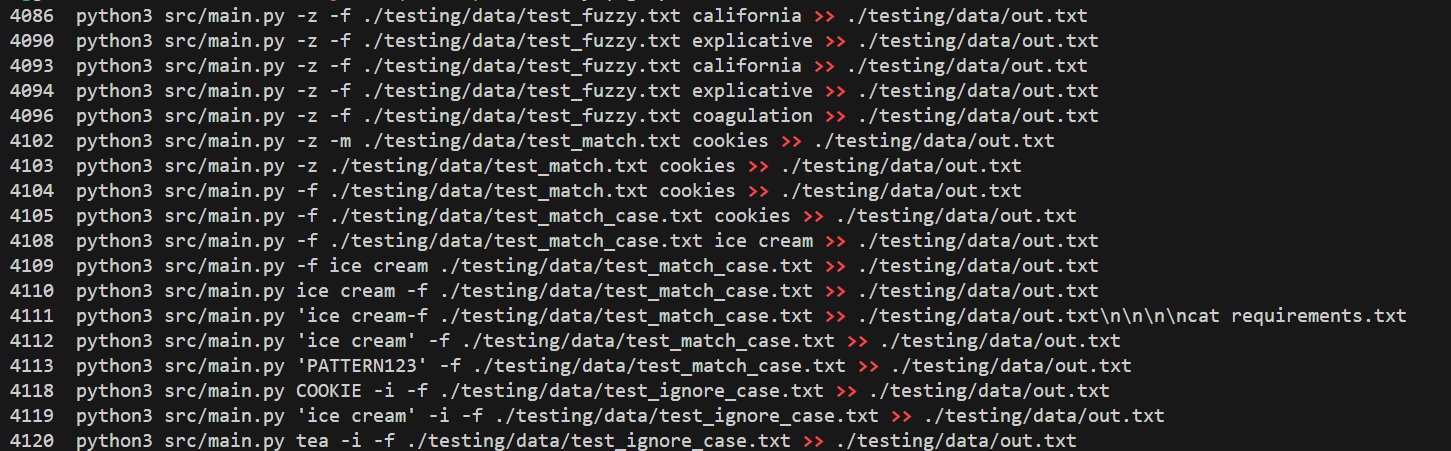 4086  python3 src/main.py -z -f ./testing/data/test_fuzzy.txt california >> ./testing/data/out.txt
4090  python3 src/main.py -z -f ./testing/data/test_fuzzy.txt explicative >> ./testing/data/out.txt
4093  python3 src/main.py -z -f ./testing/data/test_fuzzy.txt california >> ./testing/data/out.txt
4094  python3 src/main.py -z -f ./testing/data/test_fuzzy.txt explicative >> ./testing/data/out.txt
4096  python3 src/main.py -z -f ./testing/data/test_fuzzy.txt coagulation >> ./testing/data/out.txt
4102  python3 src/main.py -z -m ./testing/data/test_match.txt cookies >> ./testing/data/out.txt
4103  python3 src/main.py -z ./testing/data/test_match.txt cookies >> ./testing/data/out.txt
4104  python3 src/main.py -f ./testing/data/test_match.txt cookies >> ./testing/data/out.txt
4105  python3 src/main.py -f ./testing/data/test_match_case.txt cookies >> ./testing/data/out.txt
4108  python3 src/main.py -f ./testing/data/test_match_case.txt ice cream >> ./testing/data/out.txt
4109  python3 src/main.py -f ice cream ./testing/data/test_match_case.txt >> ./testing/data/out.txt
4110  python3 src/main.py ice cream -f ./testing/data/test_match_case.txt >> ./testing/data/out.txt
4111  python3 src/main.py 'ice cream-f ./testing/data/test_match_case.txt >> ./testing/data/out.txt\n\n\n\ncat requirements.txt
4112  python3 src/main.py 'ice cream' -f ./testing/data/test_match_case.txt >> ./testing/data/out.txt
4113  python3 src/main.py 'PATTERN123' -f ./testing/data/test_match_case.txt >> ./testing/data/out.txt
4118  python3 src/main.py COOKIE -i -f ./testing/data/test_ignore_case.txt >> ./testing/data/out.txt
4119  python3 src/main.py 'ice cream' -i -f ./testing/data/test_ignore_case.txt >> ./testing/data/out.txt
4120  python3 src/main.py tea -i -f ./testing/data/test_ignore_case.txt >> ./testing/data/out.txt